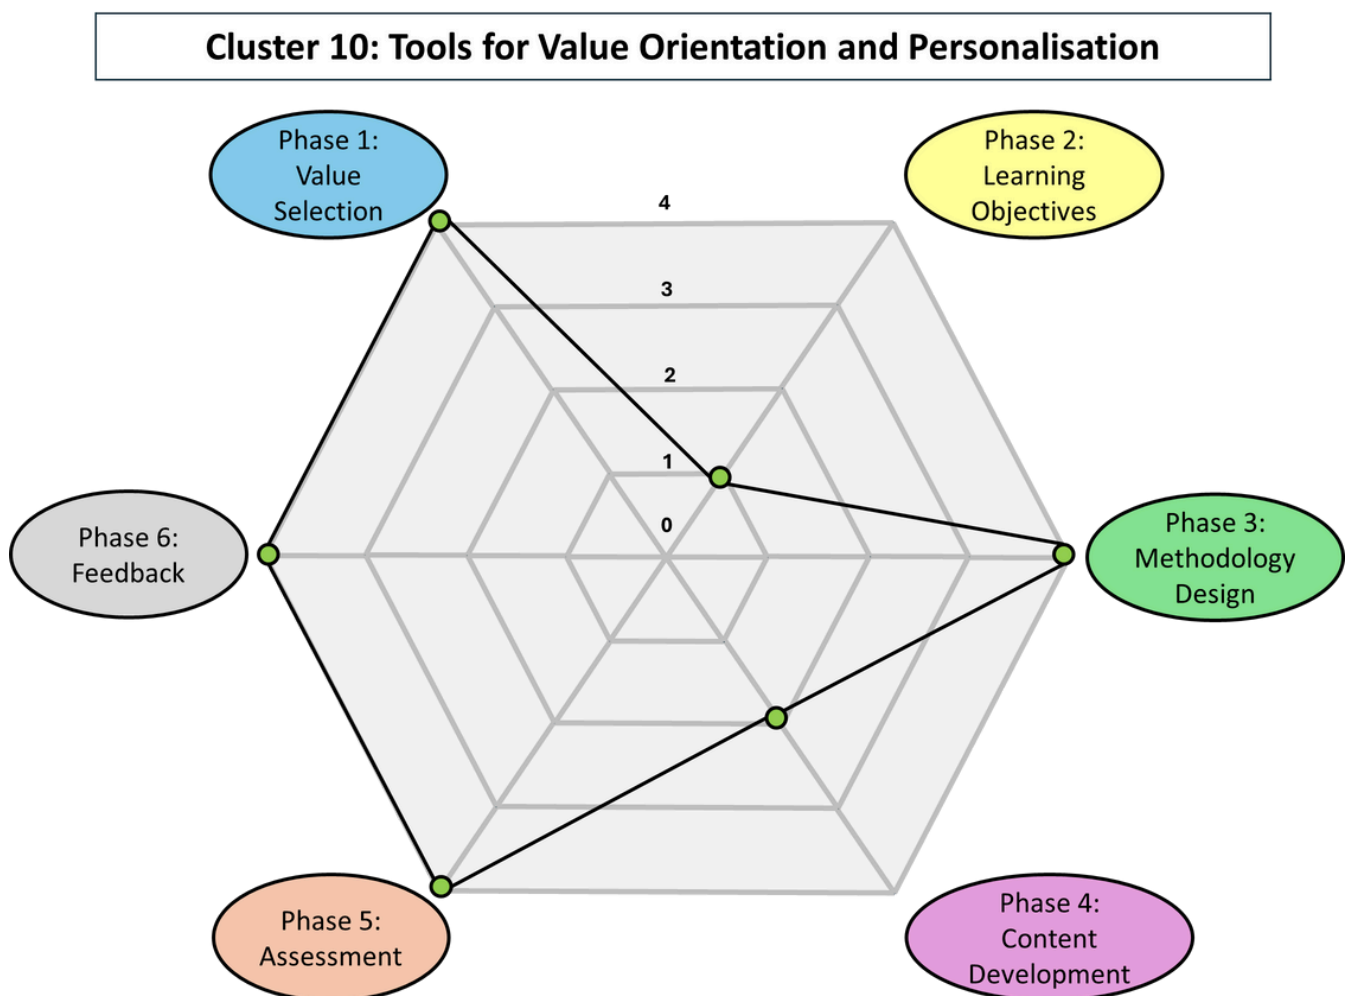 Cluster 10: Tools for Value Orientation and Personalisation
Phase 1:
Value
Selection
Phase 2:
Learning
Objectives
4
3
2
1
0
Phase 6:
Feedback
Phase 3:
Methodology
Design
Phase 5:
Assessment
Phase 4:
Content
Development